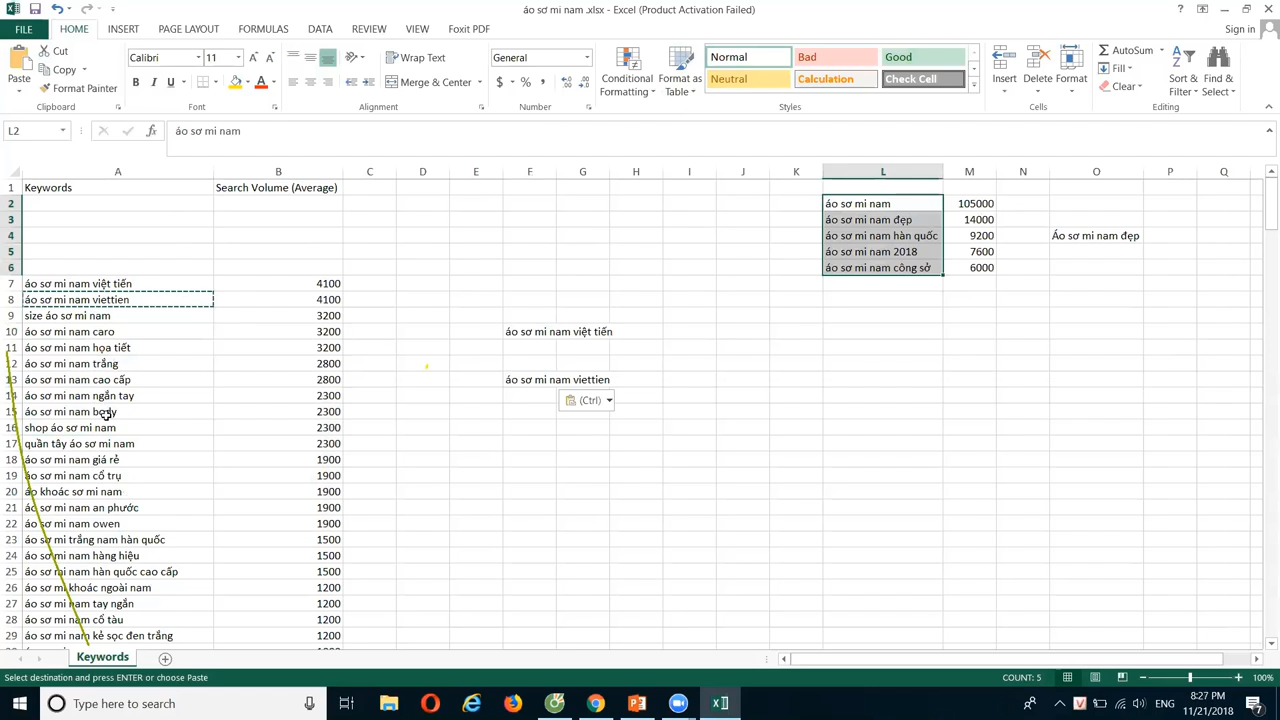 áo sơ mi nam .xlsx - Excel (Product Activation Failed)
FILE HOME INSERT PAGE LAYOUT FORMULAS DATA REVIEW VIEW Foxit PDF Sign in
Paste Cut Copy Format Painter Clipboard
Calibri 11 Font
Wrap Text Merge & Center Alignment
General $ % , Number
Conditional Formatting Format as Table
Normal Bad Good
Neutral Calculation Check Cell
Styles
Insert Delete Format Cells
AutoSum Fill Clear Sort & Filter Find & Select Editing
L2 áo sơ mi nam
A B C D E F G H I J K L M N O P Q
1 Keywords Search Volume (Average)
2 áo sơ mi nam 105000
3 áo sơ mi nam đẹp 14000
4 áo sơ mi nam hàn quốc 9200 Áo sơ mi nam đẹp
5 áo sơ mi nam 2018 7600
6 áo sơ mi nam công sở 6000
7 áo sơ mi nam việt tiến 4100
8 áo sơ mi nam viettien 4100
9 size áo sơ mi nam 3200
10 áo sơ mi nam caro 3200 áo sơ mi nam việt tiến
11 áo sơ mi nam họa tiết 3200
12 áo sơ mi nam trắng 2800
13 áo sơ mi nam cao cấp 2800 áo sơ mi nam viettien
14 áo sơ mi nam ngắn tay 2300 (Ctrl)
15 áo sơ mi nam body 2300
16 shop áo sơ mi nam 2300
17 quần tây áo sơ mi nam 2300
18 áo sơ mi nam giá rẻ 1900
19 áo sơ mi nam cổ trụ 1900
20 áo khoác sơ mi nam 1900
21 áo sơ mi nam an phước 1900
22 áo sơ mi nam owen 1900
23 áo sơ mi trắng nam hàn quốc 1500
24 áo sơ mi nam hàng hiệu 1500
25 áo sơ mi nam hàn quốc cao cấp 1500
26 áo sơ mi khoác ngoài nam 1200
27 áo sơ mi nam tay ngắn 1200
28 áo sơ mi nam cổ tàu 1200
29 áo sơ mi nam kẻ sọc đen trắng 1200
Keywords
Select destination and press ENTER or choose Paste COUNT: 5 100%
Type here to search ENG 8:27 PM 11/21/2018